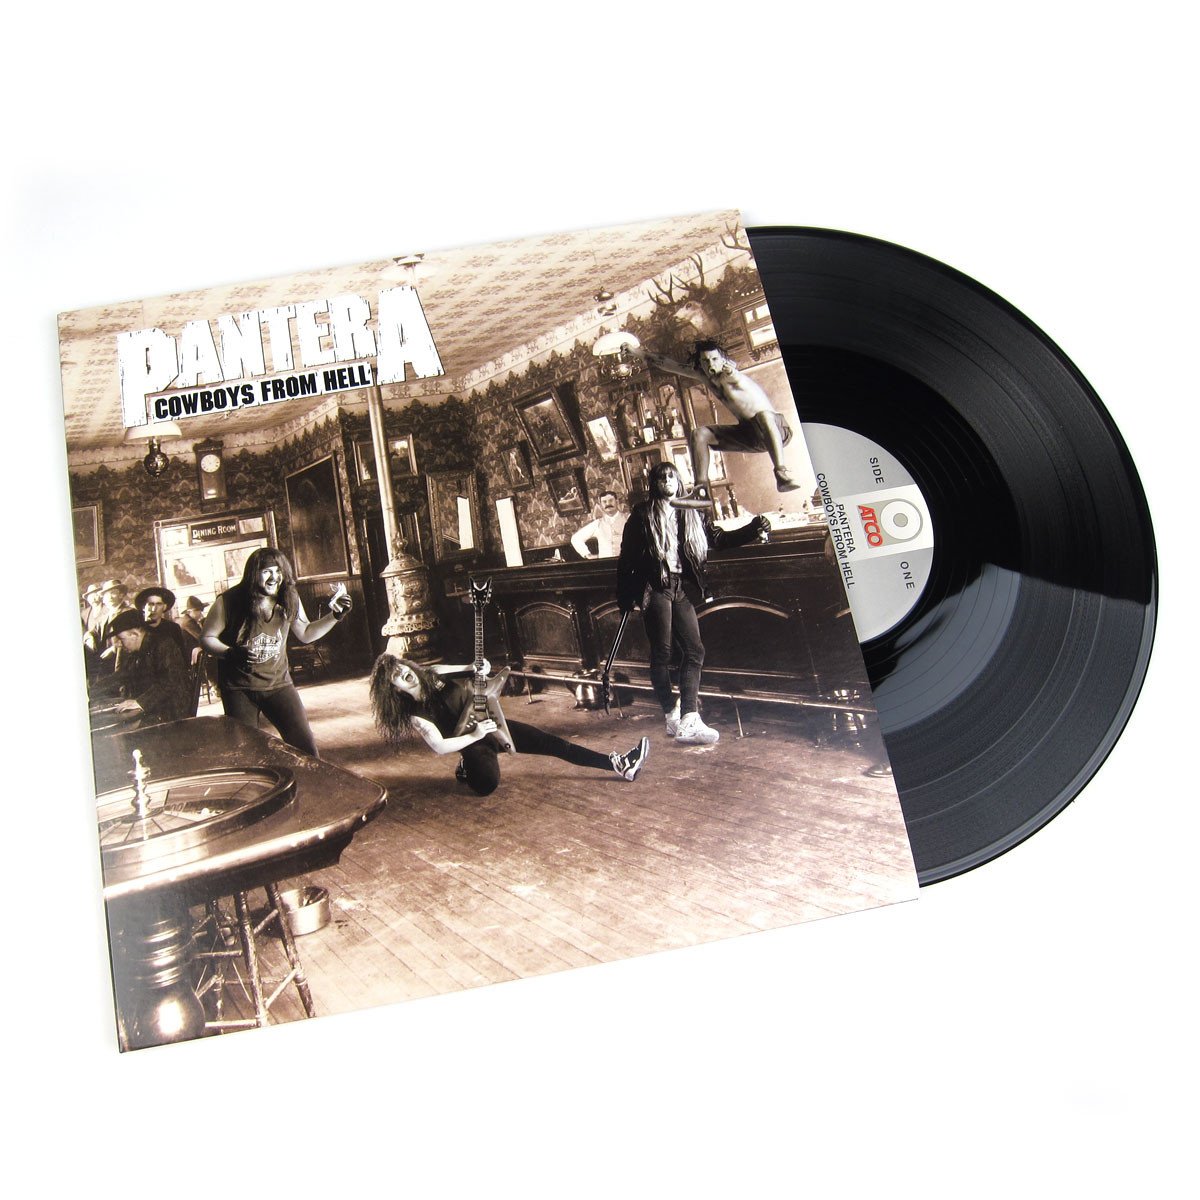 PANTERA
COWBOYS FROM HELL
DINING ROOM
SIDE
ONE
ATCO
PANTERA
COWBOYS FROM HELL